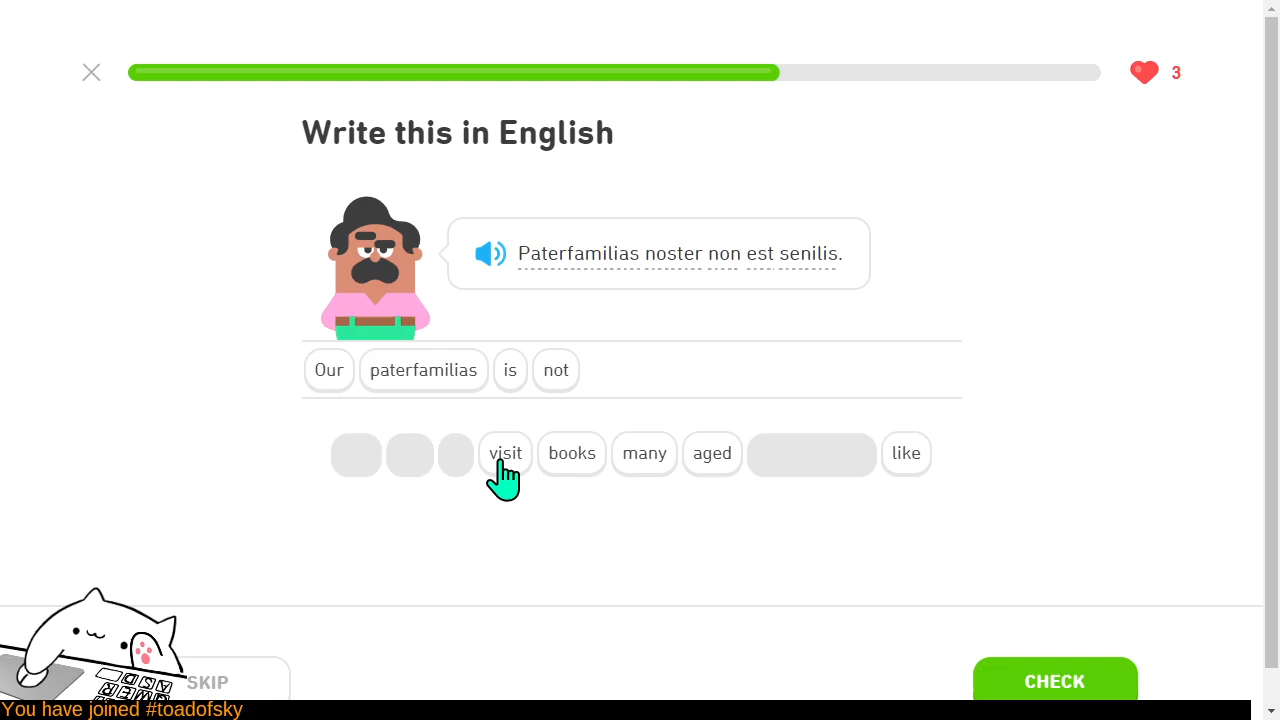 3
Write this in English
Paterfamilias noster non est senilis.
Our paterfamilias is not
visit books many aged like
SKIP CHECK
You have joined #toadofsky